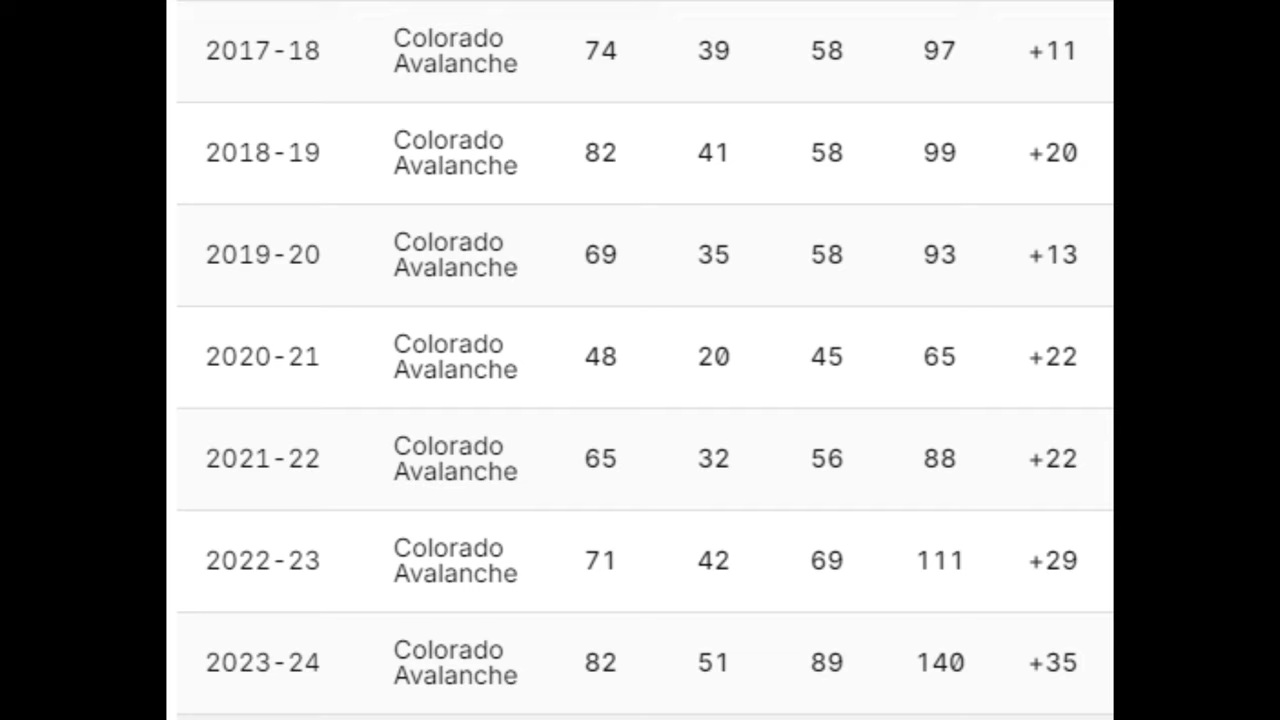 2017-18 Colorado Avalanche 74 39 58 97 +11
2018-19 Colorado Avalanche 82 41 58 99 +20
2019-20 Colorado Avalanche 69 35 58 93 +13
2020-21 Colorado Avalanche 48 20 45 65 +22
2021-22 Colorado Avalanche 65 32 56 88 +22
2022-23 Colorado Avalanche 71 42 69 111 +29
2023-24 Colorado Avalanche 82 51 89 140 +35